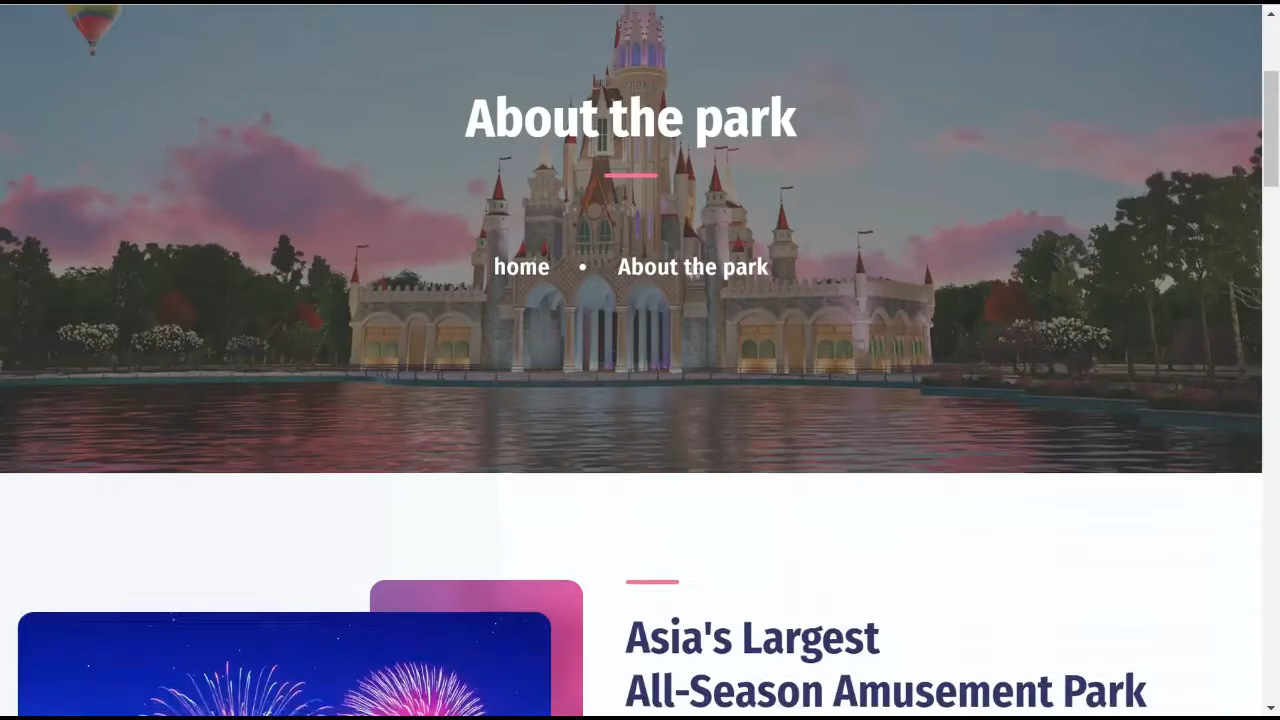 About the park
home • About the park
Asia's Largest
All-Season Amusement Park